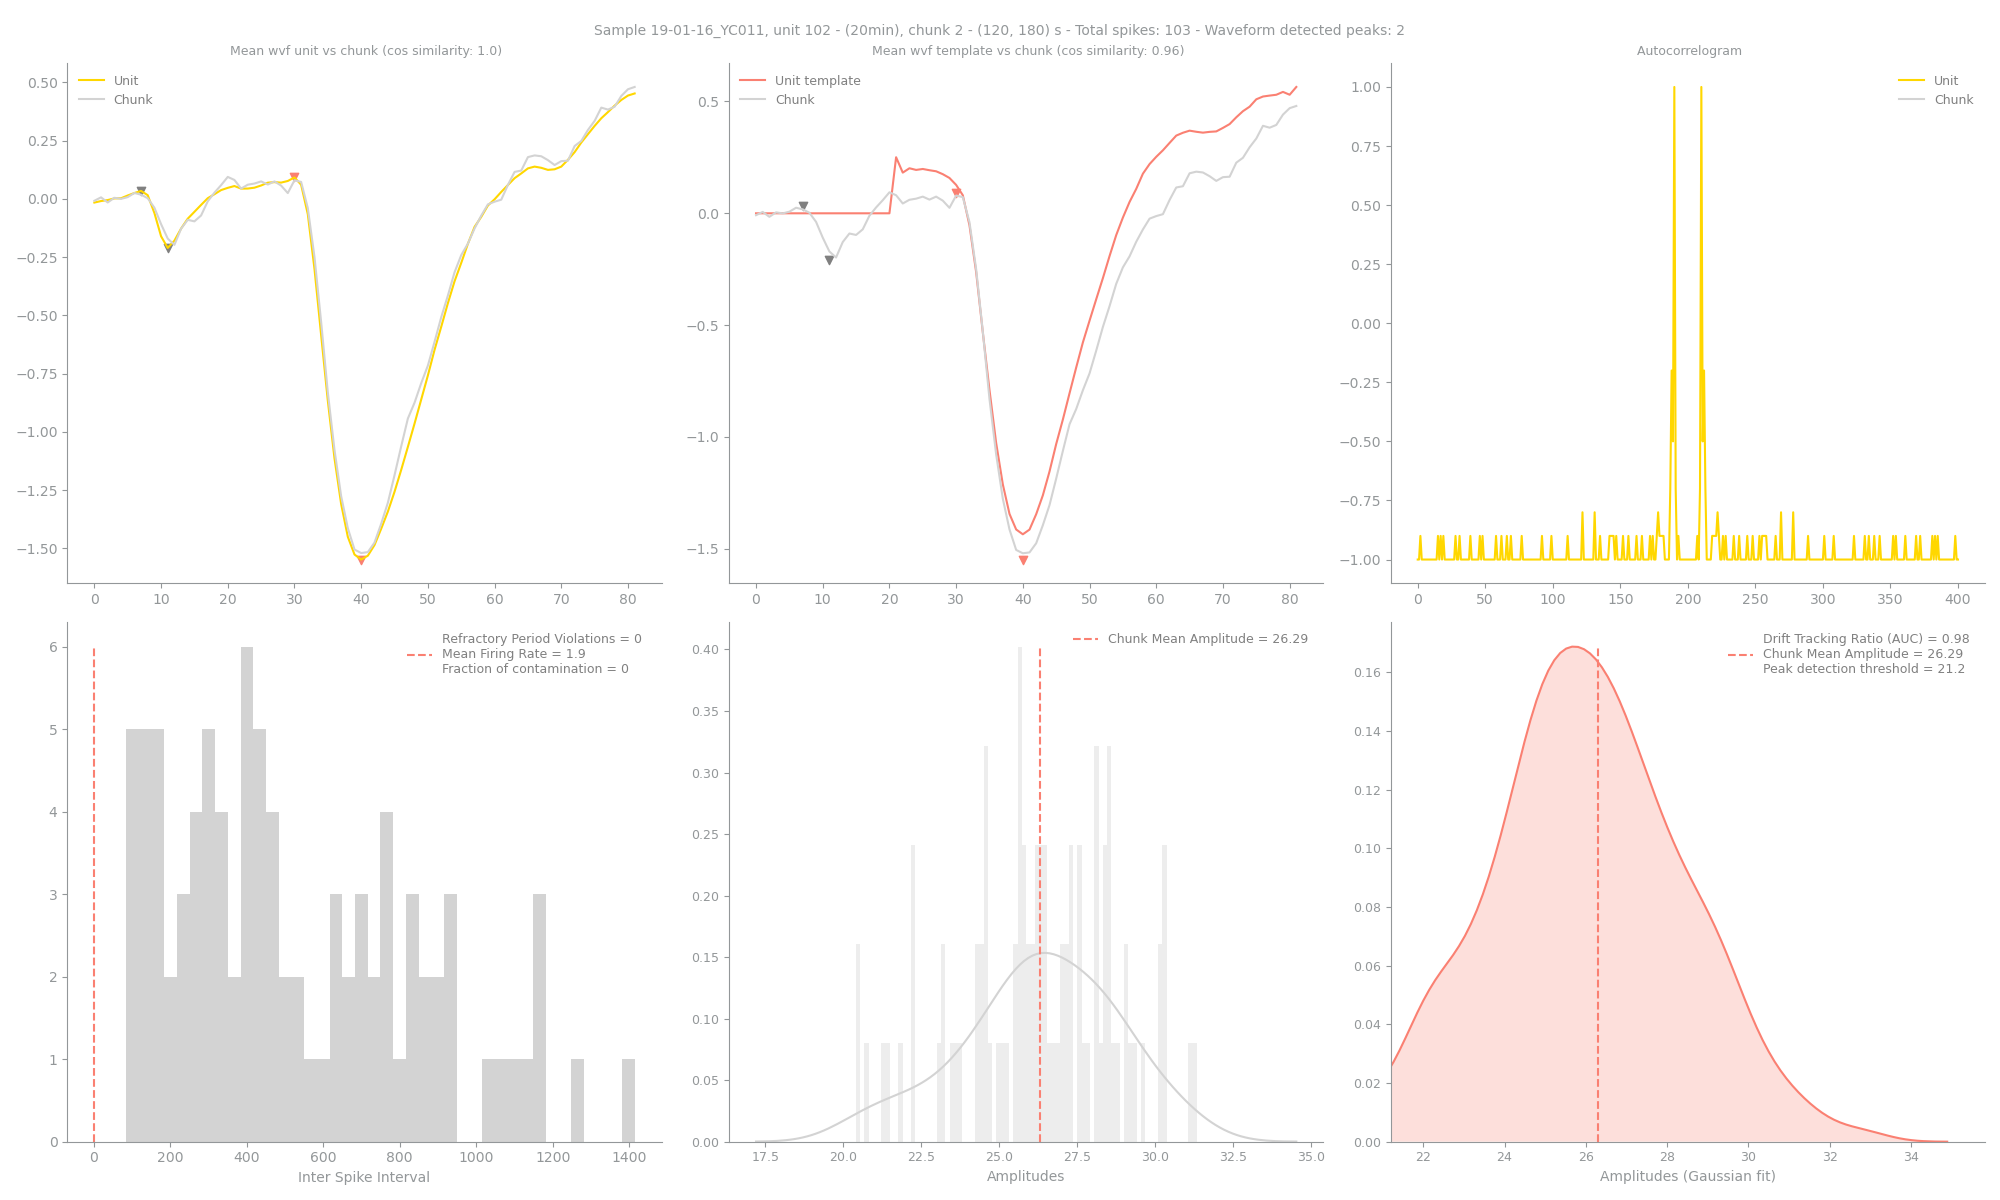 Sample 19-01-16_YC011, unit 102 - (20min), chunk 2 - (120, 180) s - Total spikes: 103 - Waveform detected peaks: 2
Mean wvf unit vs chunk (cos similarity: 1.0)
Unit
Chunk
0.50
0.25
0.00
−0.25
−0.50
−0.75
−1.00
−1.25
−1.50
0 10 20 30 40 50 60 70 80
Mean wvf template vs chunk (cos similarity: 0.96)
Unit template
Chunk
0.5
0.0
−0.5
−1.0
−1.5
0 10 20 30 40 50 60 70 80
Autocorrelogram
Unit
Chunk
1.00
0.75
0.50
0.25
0.00
−0.25
−0.50
−0.75
−1.00
0 50 100 150 200 250 300 350 400
Refractory Period Violations = 0
Mean Firing Rate = 1.9
Fraction of contamination = 0
6
5
4
3
2
1
0
0 200 400 600 800 1000 1200 1400
Inter Spike Interval
Chunk Mean Amplitude = 26.29
0.40
0.35
0.30
0.25
0.20
0.15
0.10
0.05
0.00
17.5 20.0 22.5 25.0 27.5 30.0 32.5 35.0
Amplitudes
Drift Tracking Ratio (AUC) = 0.98
Chunk Mean Amplitude = 26.29
Peak detection threshold = 21.2
0.16
0.14
0.12
0.10
0.08
0.06
0.04
0.02
0.00
22 24 26 28 30 32 34
Amplitudes (Gaussian fit)